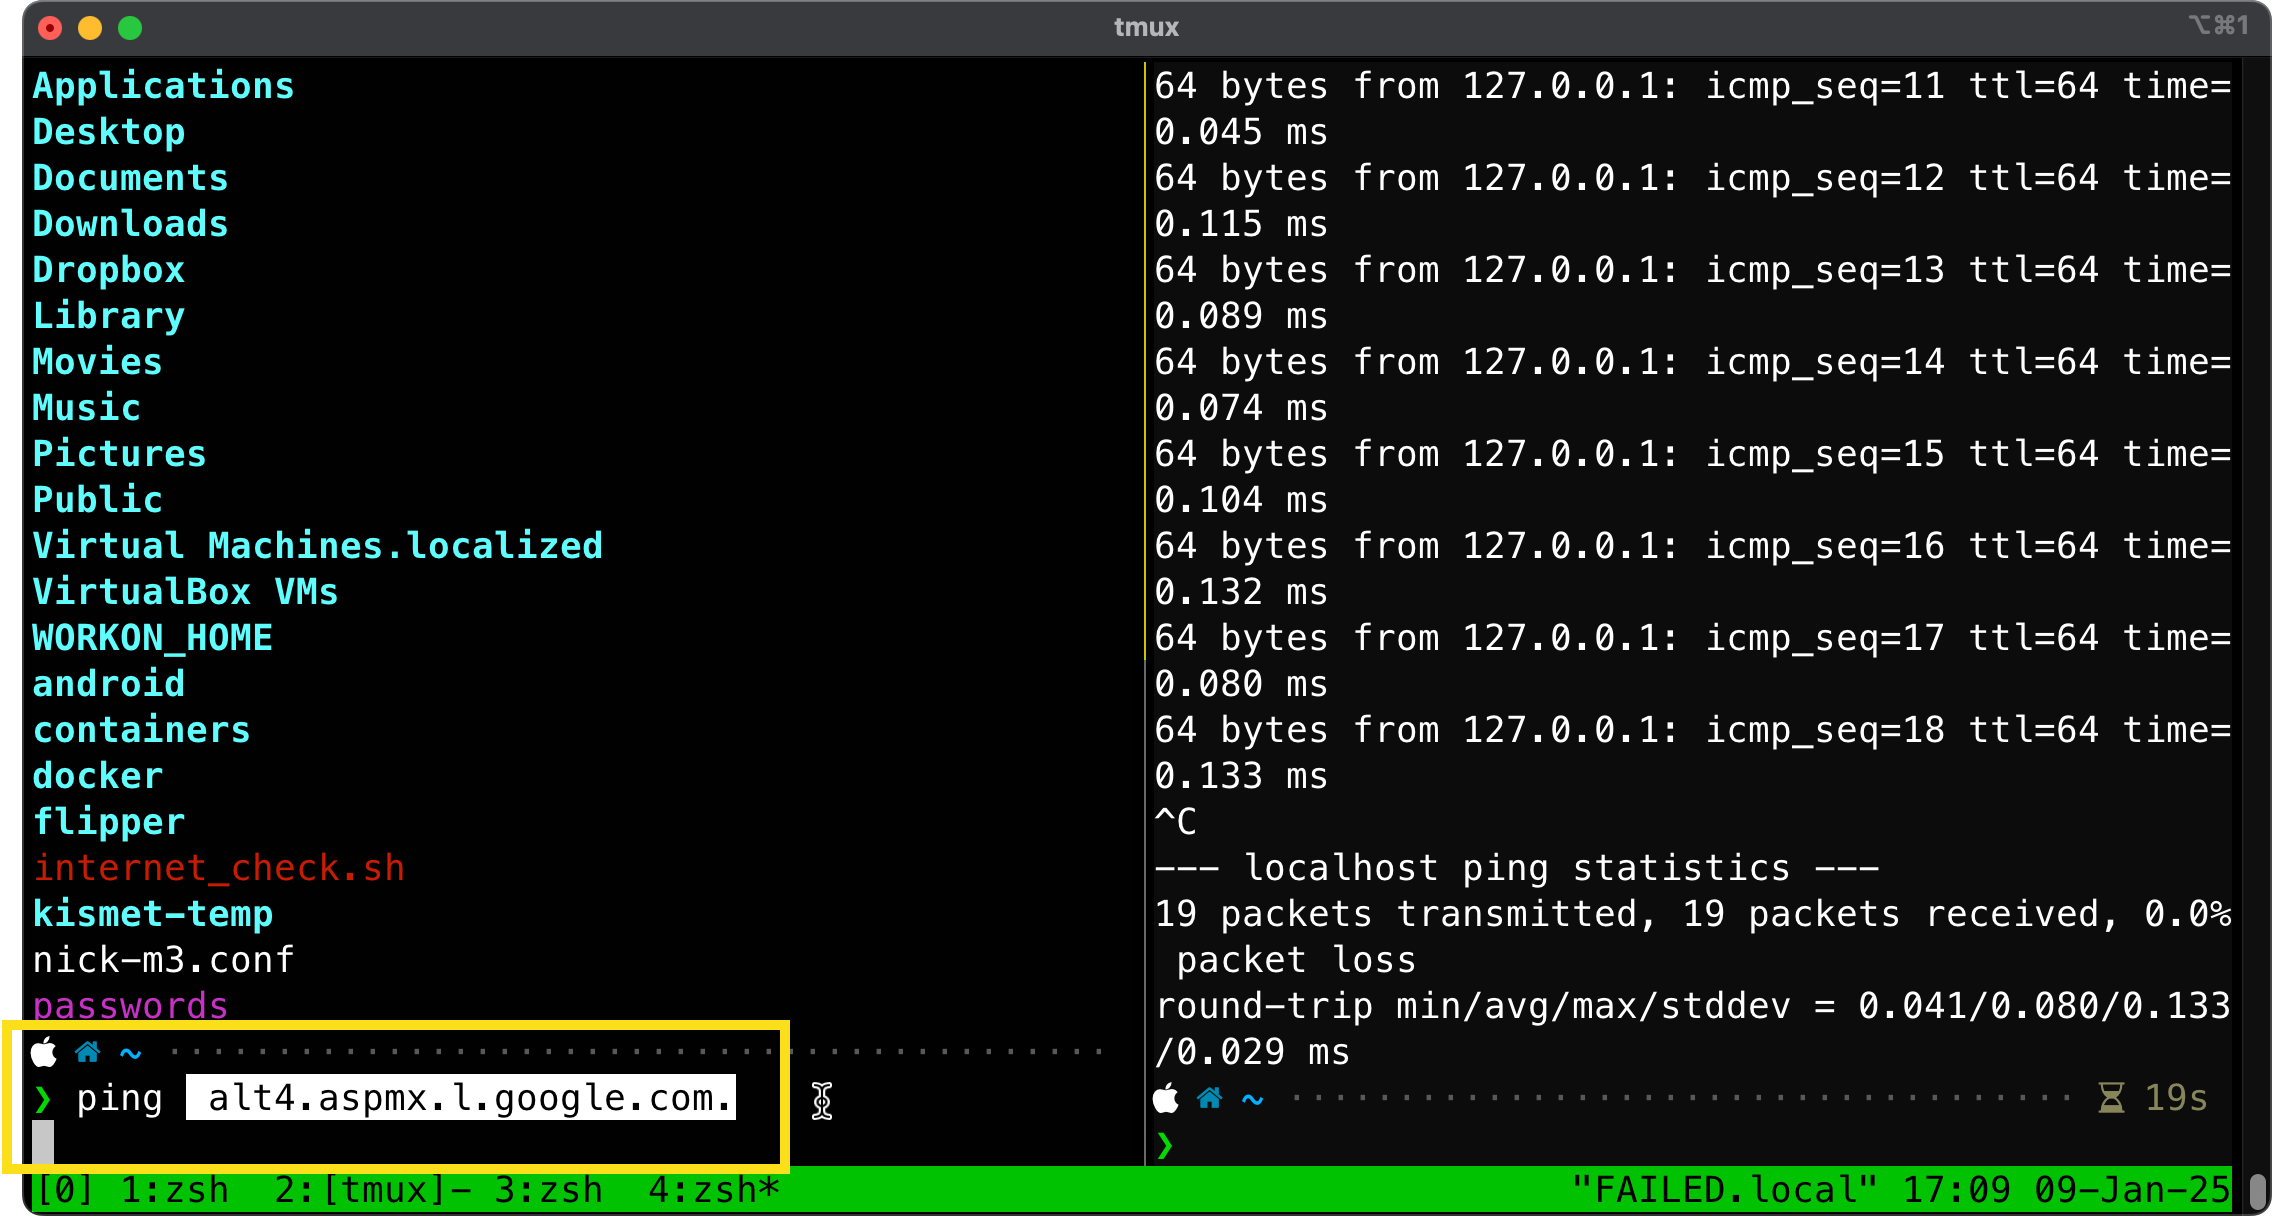 tmux
⌥⌘1
Applications
Desktop
Documents
Downloads
Dropbox
Library
Movies
Music
Pictures
Public
Virtual Machines.localized
VirtualBox VMs
WORKON_HOME
android
containers
docker
flipper
internet_check.sh
kismet-temp
nick-m3.conf
passwords
~ ···········································
❯ ping  alt4.aspmx.l.google.com.
64 bytes from 127.0.0.1: icmp_seq=11 ttl=64 time=
0.045 ms
64 bytes from 127.0.0.1: icmp_seq=12 ttl=64 time=
0.115 ms
64 bytes from 127.0.0.1: icmp_seq=13 ttl=64 time=
0.089 ms
64 bytes from 127.0.0.1: icmp_seq=14 ttl=64 time=
0.074 ms
64 bytes from 127.0.0.1: icmp_seq=15 ttl=64 time=
0.104 ms
64 bytes from 127.0.0.1: icmp_seq=16 ttl=64 time=
0.132 ms
64 bytes from 127.0.0.1: icmp_seq=17 ttl=64 time=
0.080 ms
64 bytes from 127.0.0.1: icmp_seq=18 ttl=64 time=
0.133 ms
^C
--- localhost ping statistics ---
19 packets transmitted, 19 packets received, 0.0%
 packet loss
round-trip min/avg/max/stddev = 0.041/0.080/0.133
/0.029 ms
~ ···································· 19s
❯
[0] 1:zsh  2:[tmux]- 3:zsh  4:zsh* "FAILED.local" 17:09 09-Jan-25